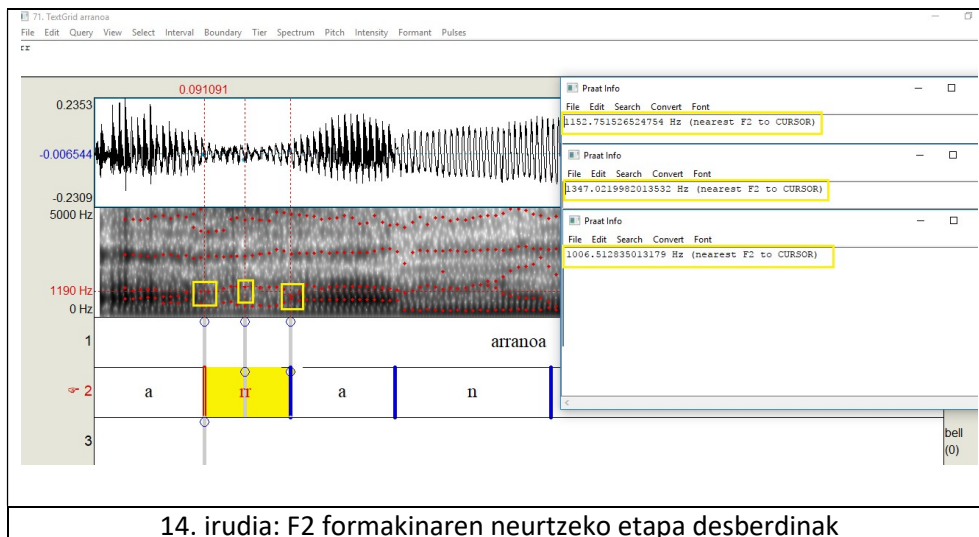 71. TextGrid arranoa
File Edit Query View Select Interval Boundary Tier Spectrum Pitch Intensity Formant Pulses
rr
0.091091
0.2353
-0.006544
-0.2309
5000 Hz
1190 Hz
0 Hz
1
arranoa
2
a
rr
a
n
3
bell
(0)
Praat Info
File Edit Search Convert Font
1152.751526524754 Hz (nearest F2 to CURSOR)
Praat Info
File Edit Search Convert Font
1347.0219982013532 Hz (nearest F2 to CURSOR)
Praat Info
File Edit Search Convert Font
1006.512835013179 Hz (nearest F2 to CURSOR)
14. irudia: F2 formakinaren neurtzeko etapa desberdinak